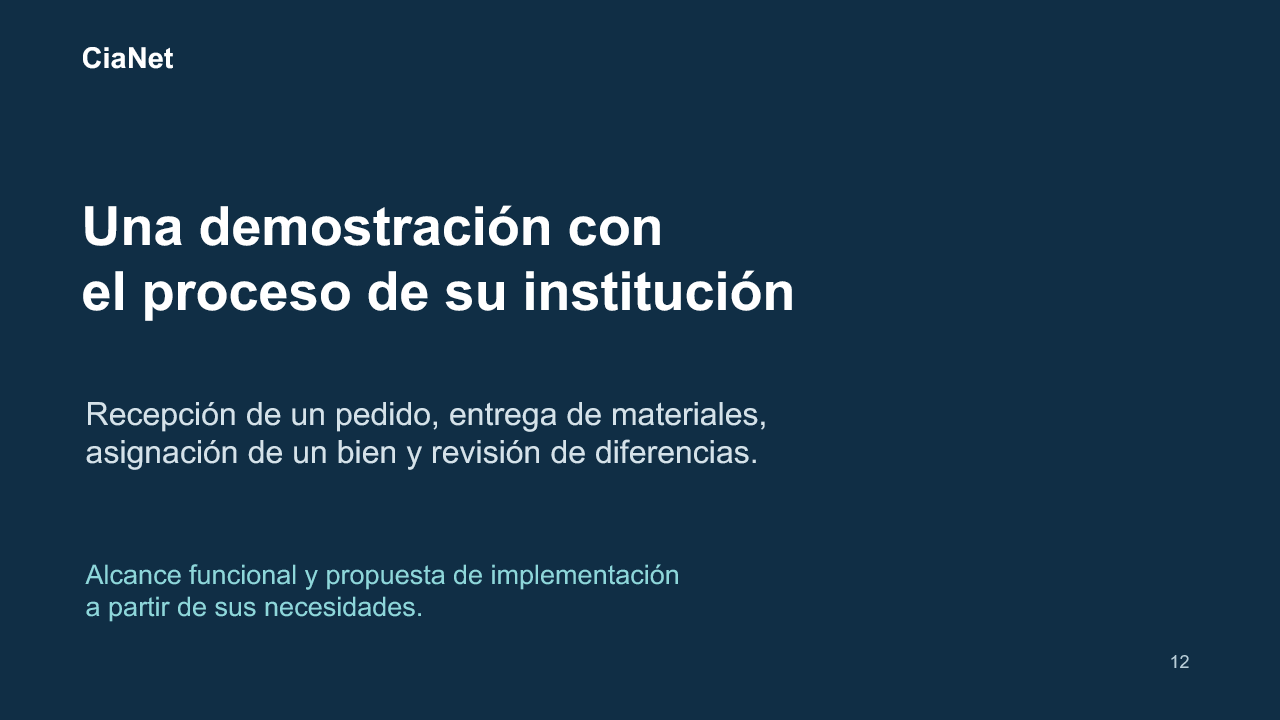 CiaNet
Una demostración con
el proceso de su institución
Recepción de un pedido, entrega de materiales,
asignación de un bien y revisión de diferencias.
Alcance funcional y propuesta de implementación
a partir de sus necesidades.
12